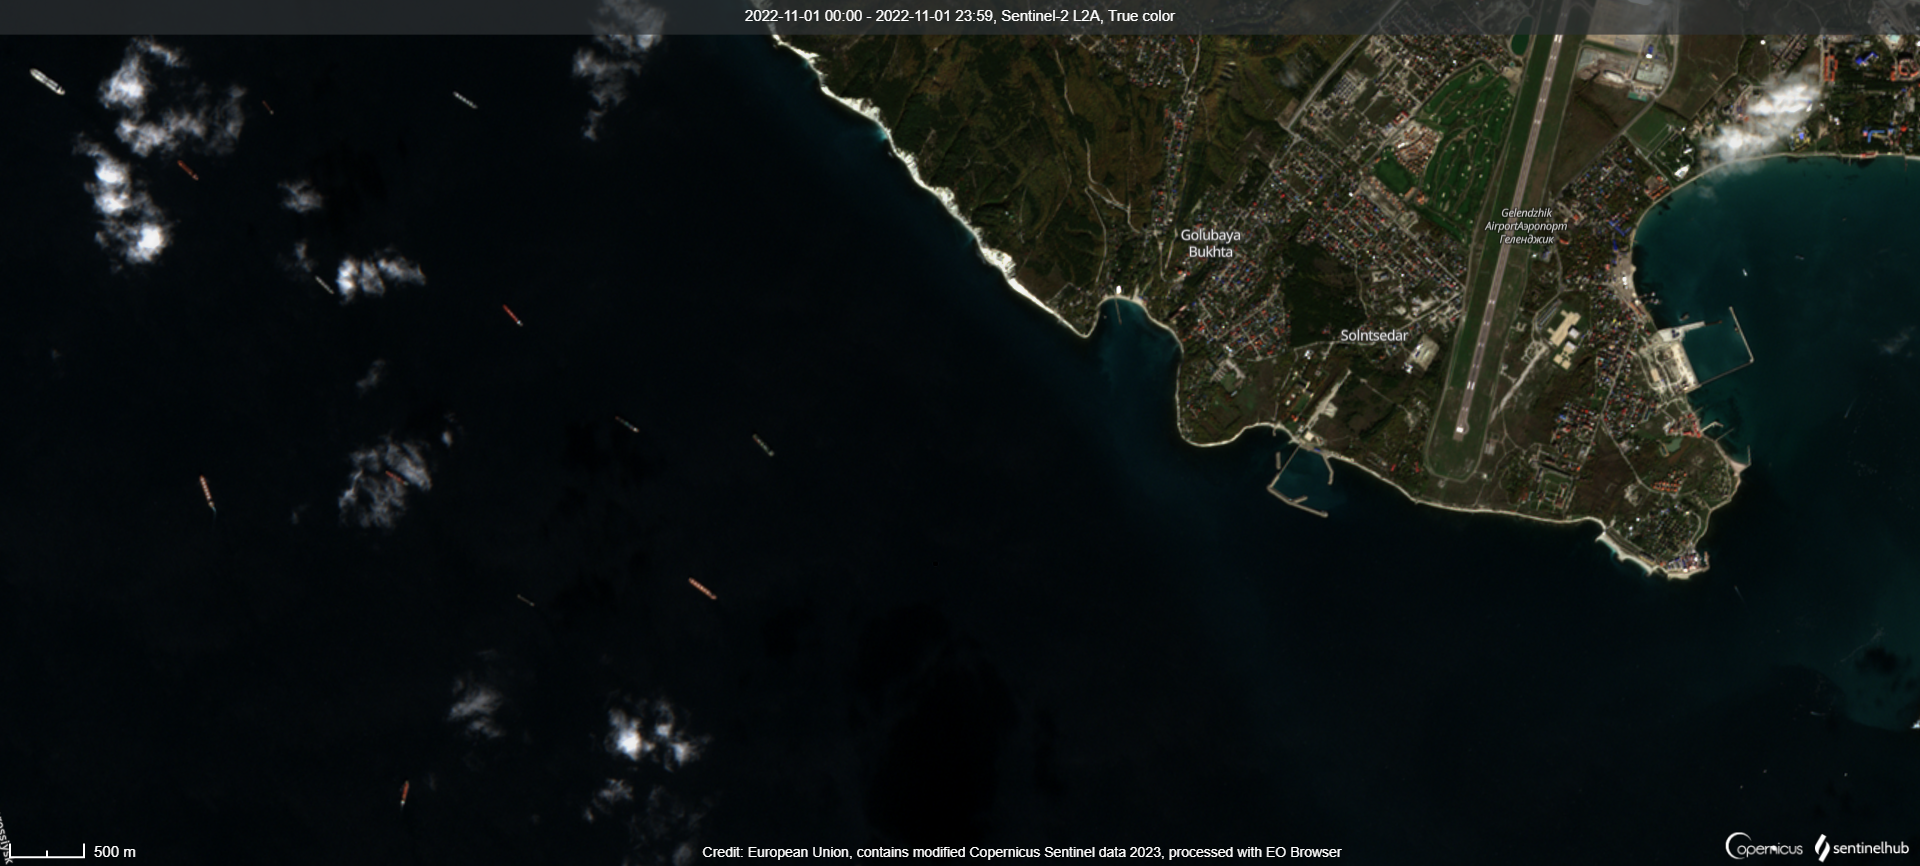 2022-11-01 00:00 - 2022-11-01 23:59, Sentinel-2 L2A, True color
Gelendzhik
AirportАэропорт
Геленджик
Golubaya
Bukhta
Solntsedar
500 m
Credit: European Union, contains modified Copernicus Sentinel data 2023, processed with EO Browser
opernicus
sentinelhub